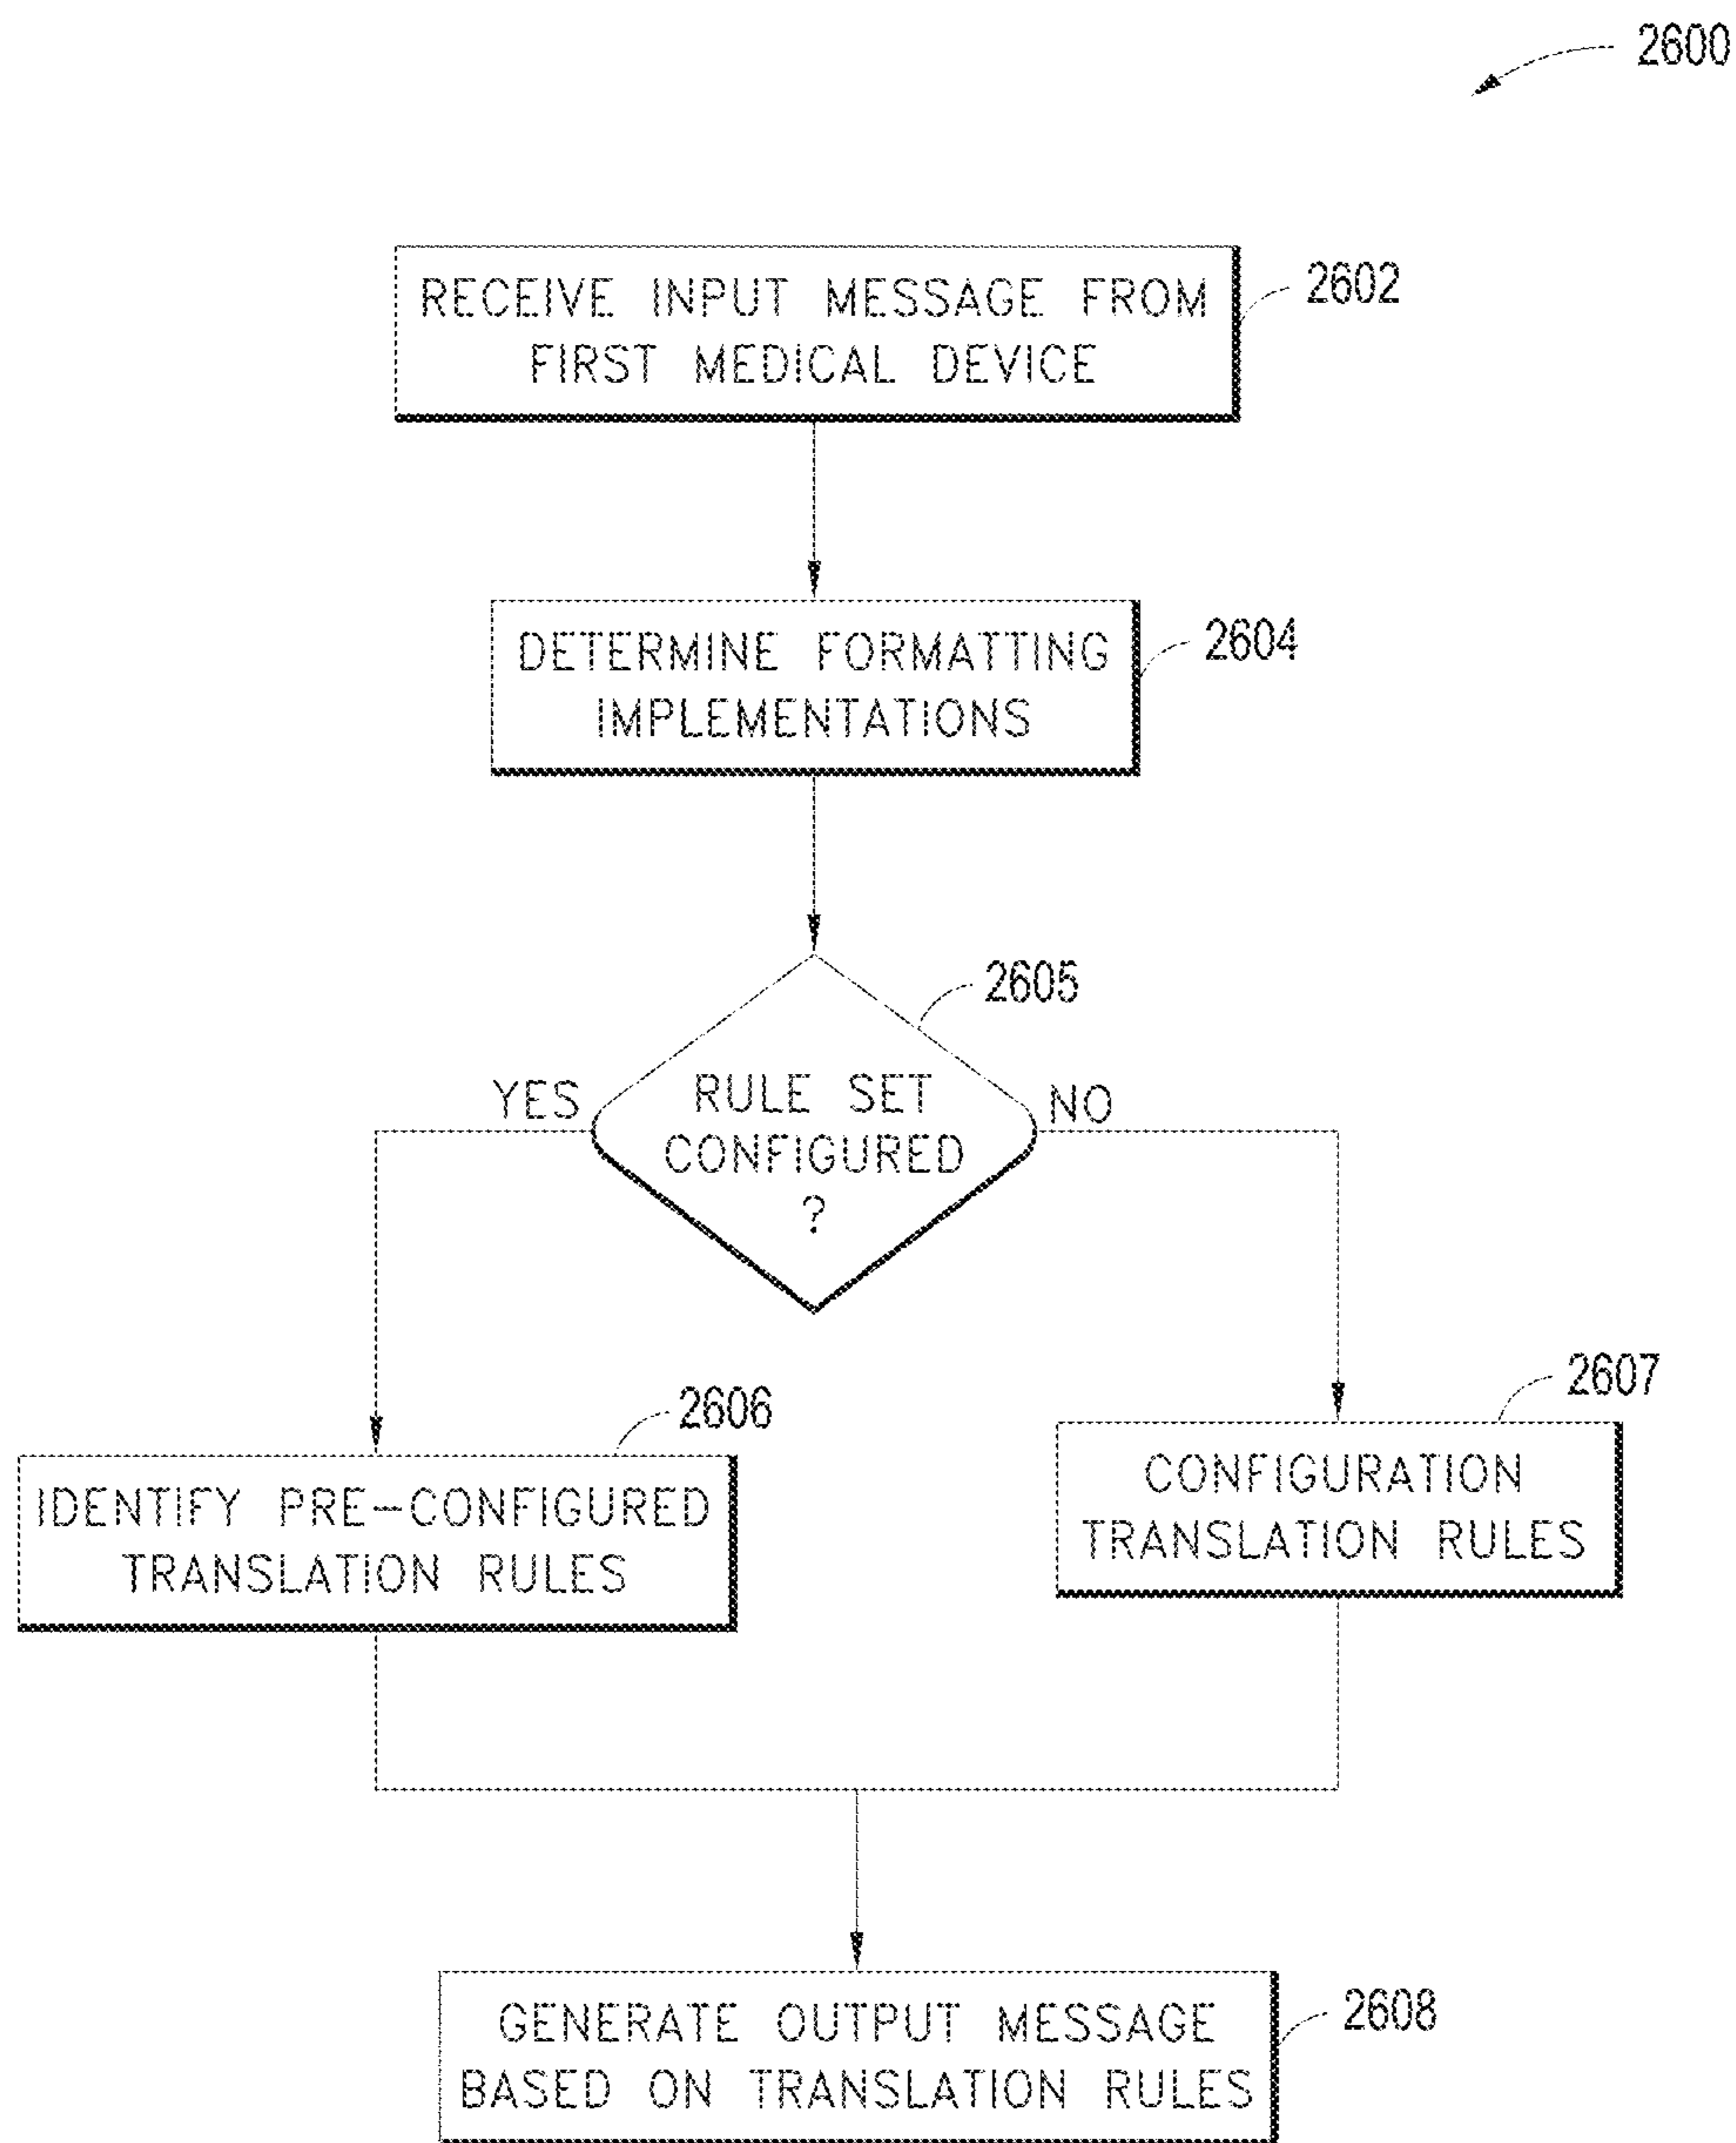 2600
RECEIVE INPUT MESSAGE FROM
FIRST MEDICAL DEVICE
2602
DETERMINE FORMATTING
IMPLEMENTATIONS
2604
2605
RULE SET
CONFIGURED
?
YES
NO
2606
IDENTIFY PRE-CONFIGURED
TRANSLATION RULES
2607
CONFIGURATION
TRANSLATION RULES
GENERATE OUTPUT MESSAGE
BASED ON TRANSLATION RULES
2608